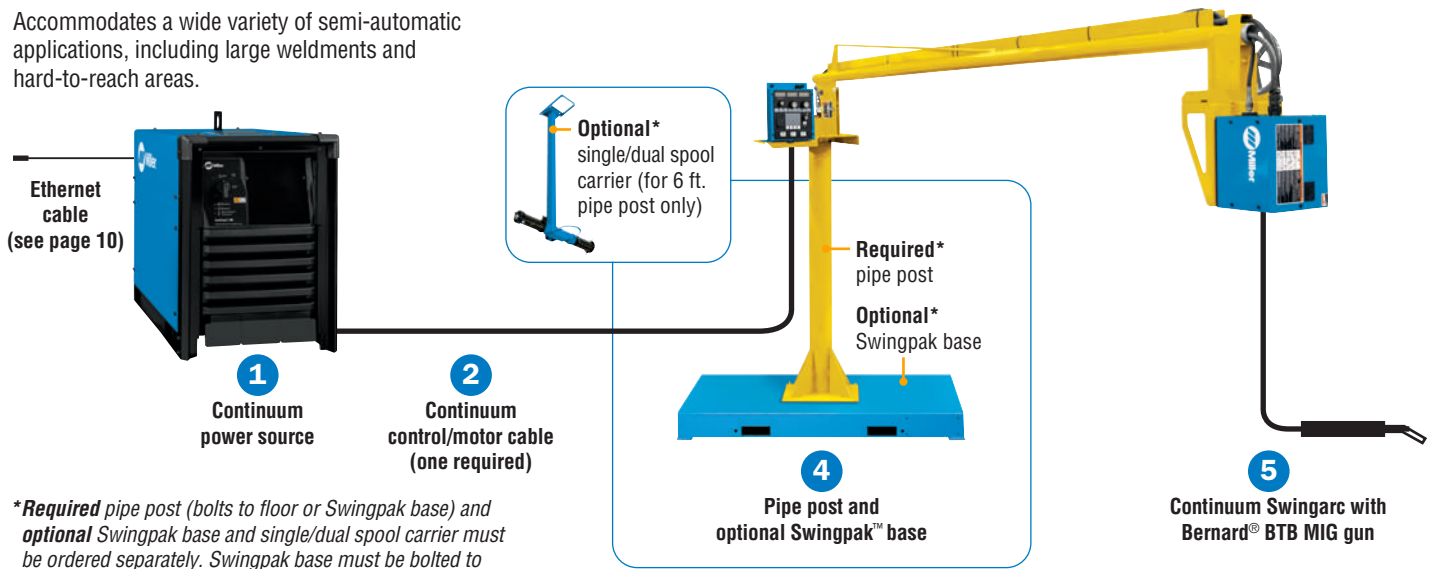 Accommodates a wide variety of semi-automatic
applications, including large weldments and
hard-to-reach areas.
Ethernet
cable
(see page 10)
Miller
Optional*
single/dual spool
carrier (for 6 ft.
pipe post only)
Required*
pipe post
Optional*
Swingpak base
Miller
1
Continuum
power source
2
Continuum
control/motor cable
(one required)
4
Pipe post and
optional Swingpak™ base
5
Continuum Swingarc with
Bernard® BTB MIG gun
*Required pipe post (bolts to floor or Swingpak base) and
optional Swingpak base and single/dual spool carrier must
be ordered separately. Swingpak base must be bolted to